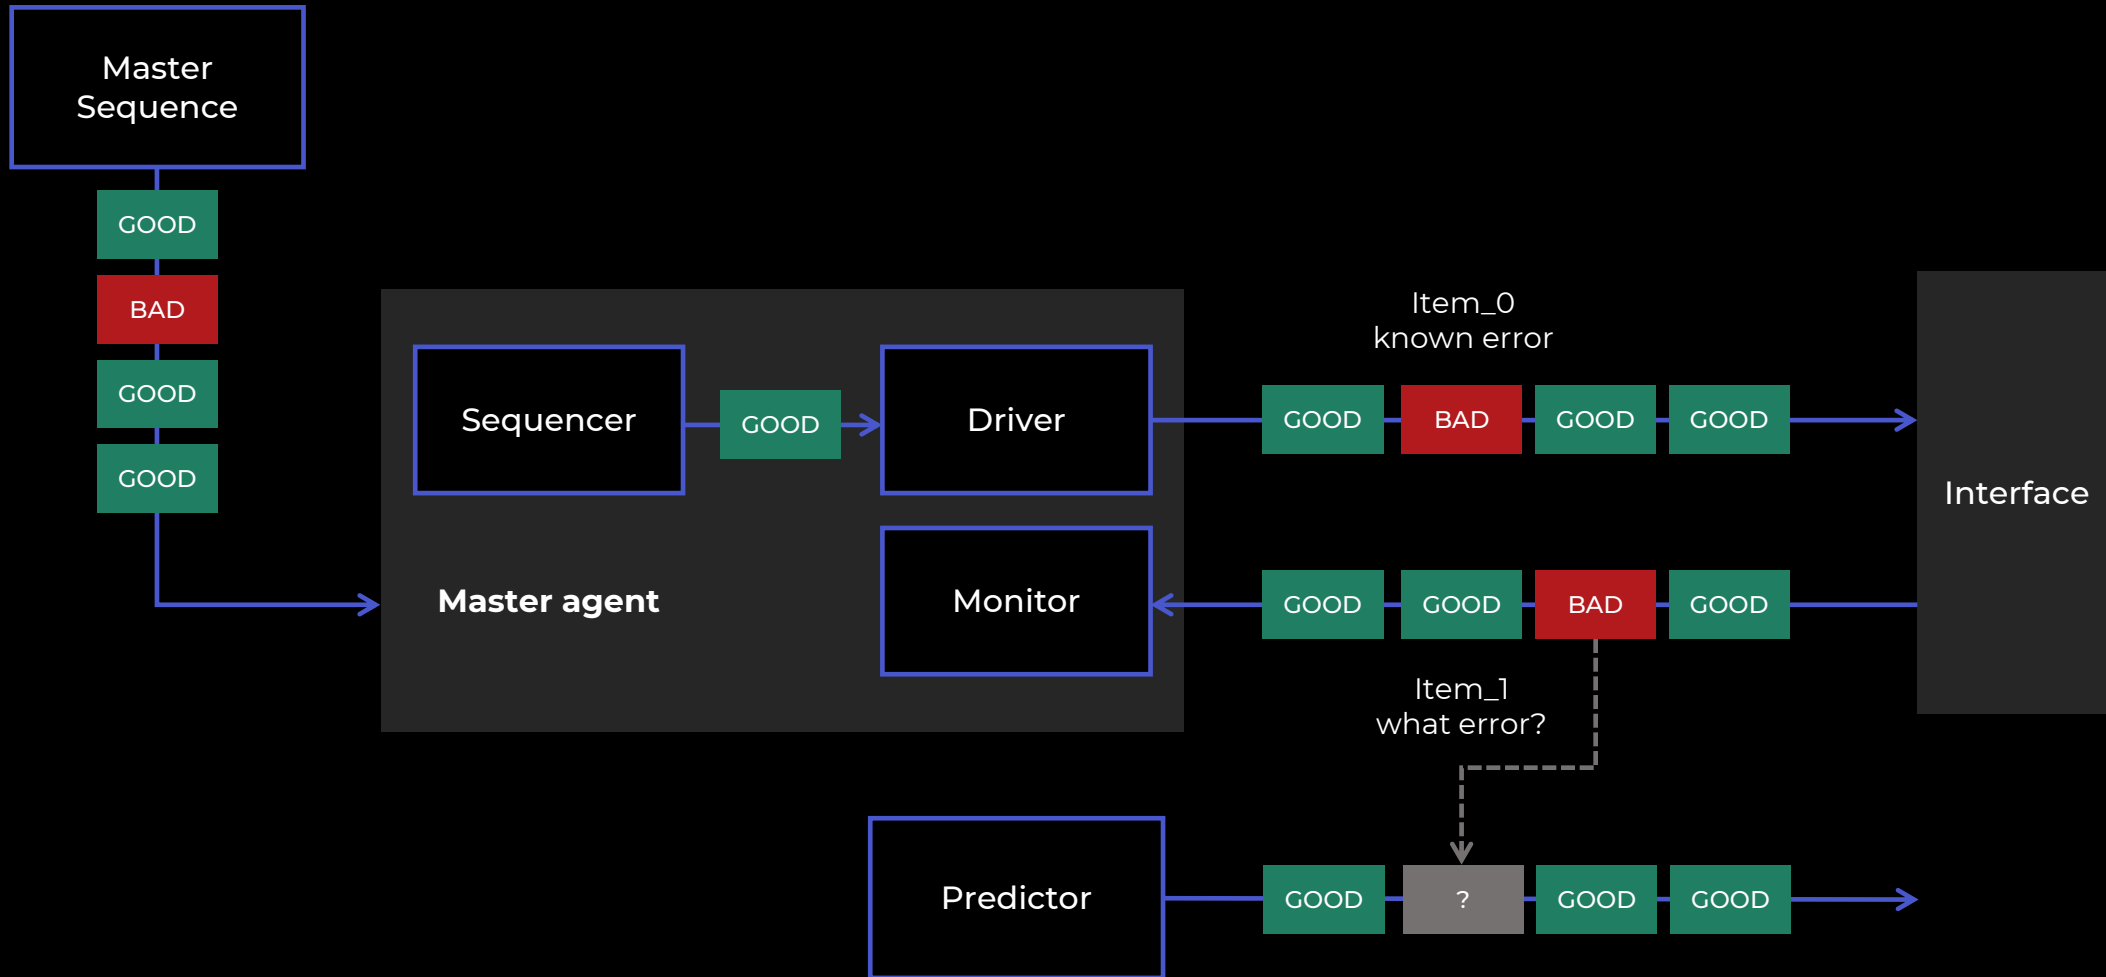 Master
Sequence
GOOD
BAD
GOOD
GOOD
Sequencer
GOOD
Driver
Master agent
Monitor
Item_0
known error
GOOD
BAD
GOOD
GOOD
Interface
GOOD
GOOD
BAD
GOOD
Item_1
what error?
Predictor
GOOD
?
GOOD
GOOD